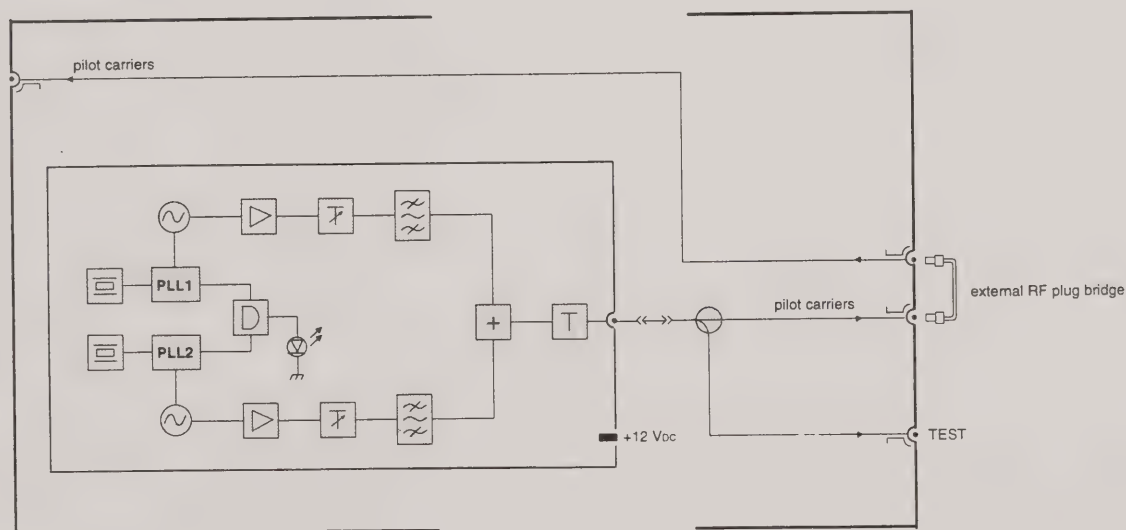 pilot carriers
PLL1
external RF plug bridge
pilot carriers
PLL2
+12 VDC
TEST